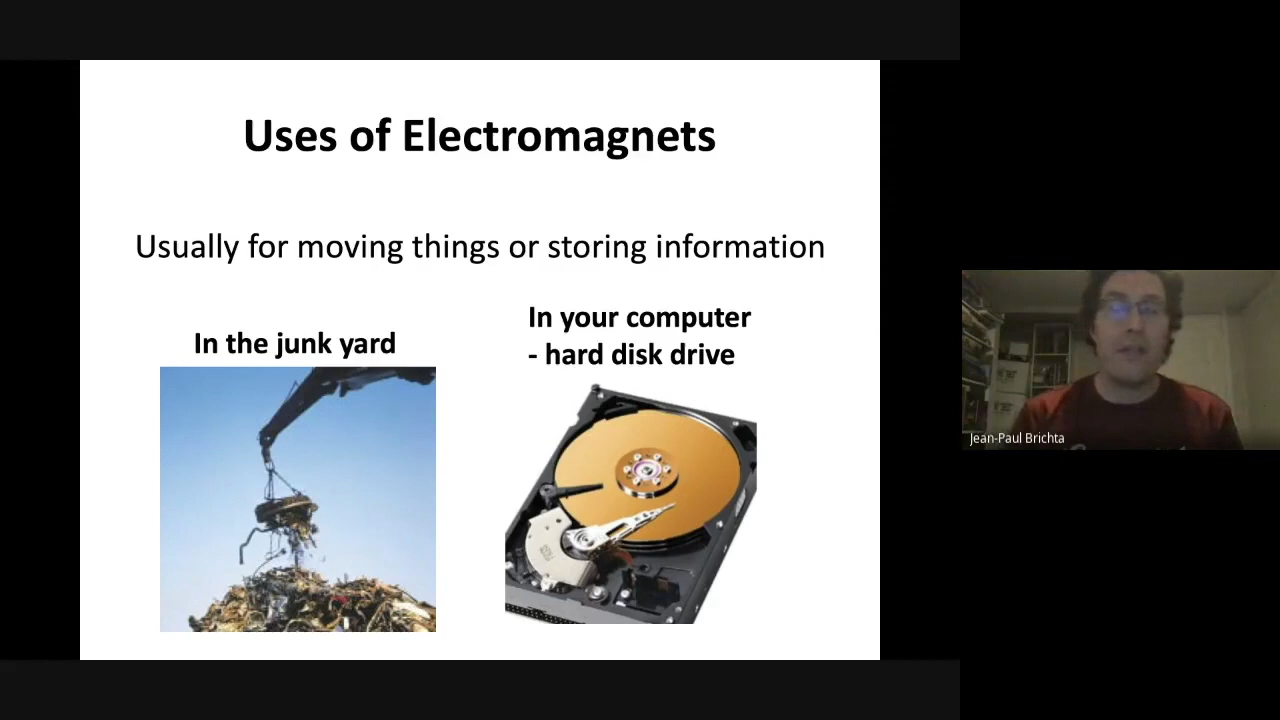 Uses of Electromagnets
Usually for moving things or storing information
In the junk yard
In your computer
- hard disk drive
Jean-Paul Brichta